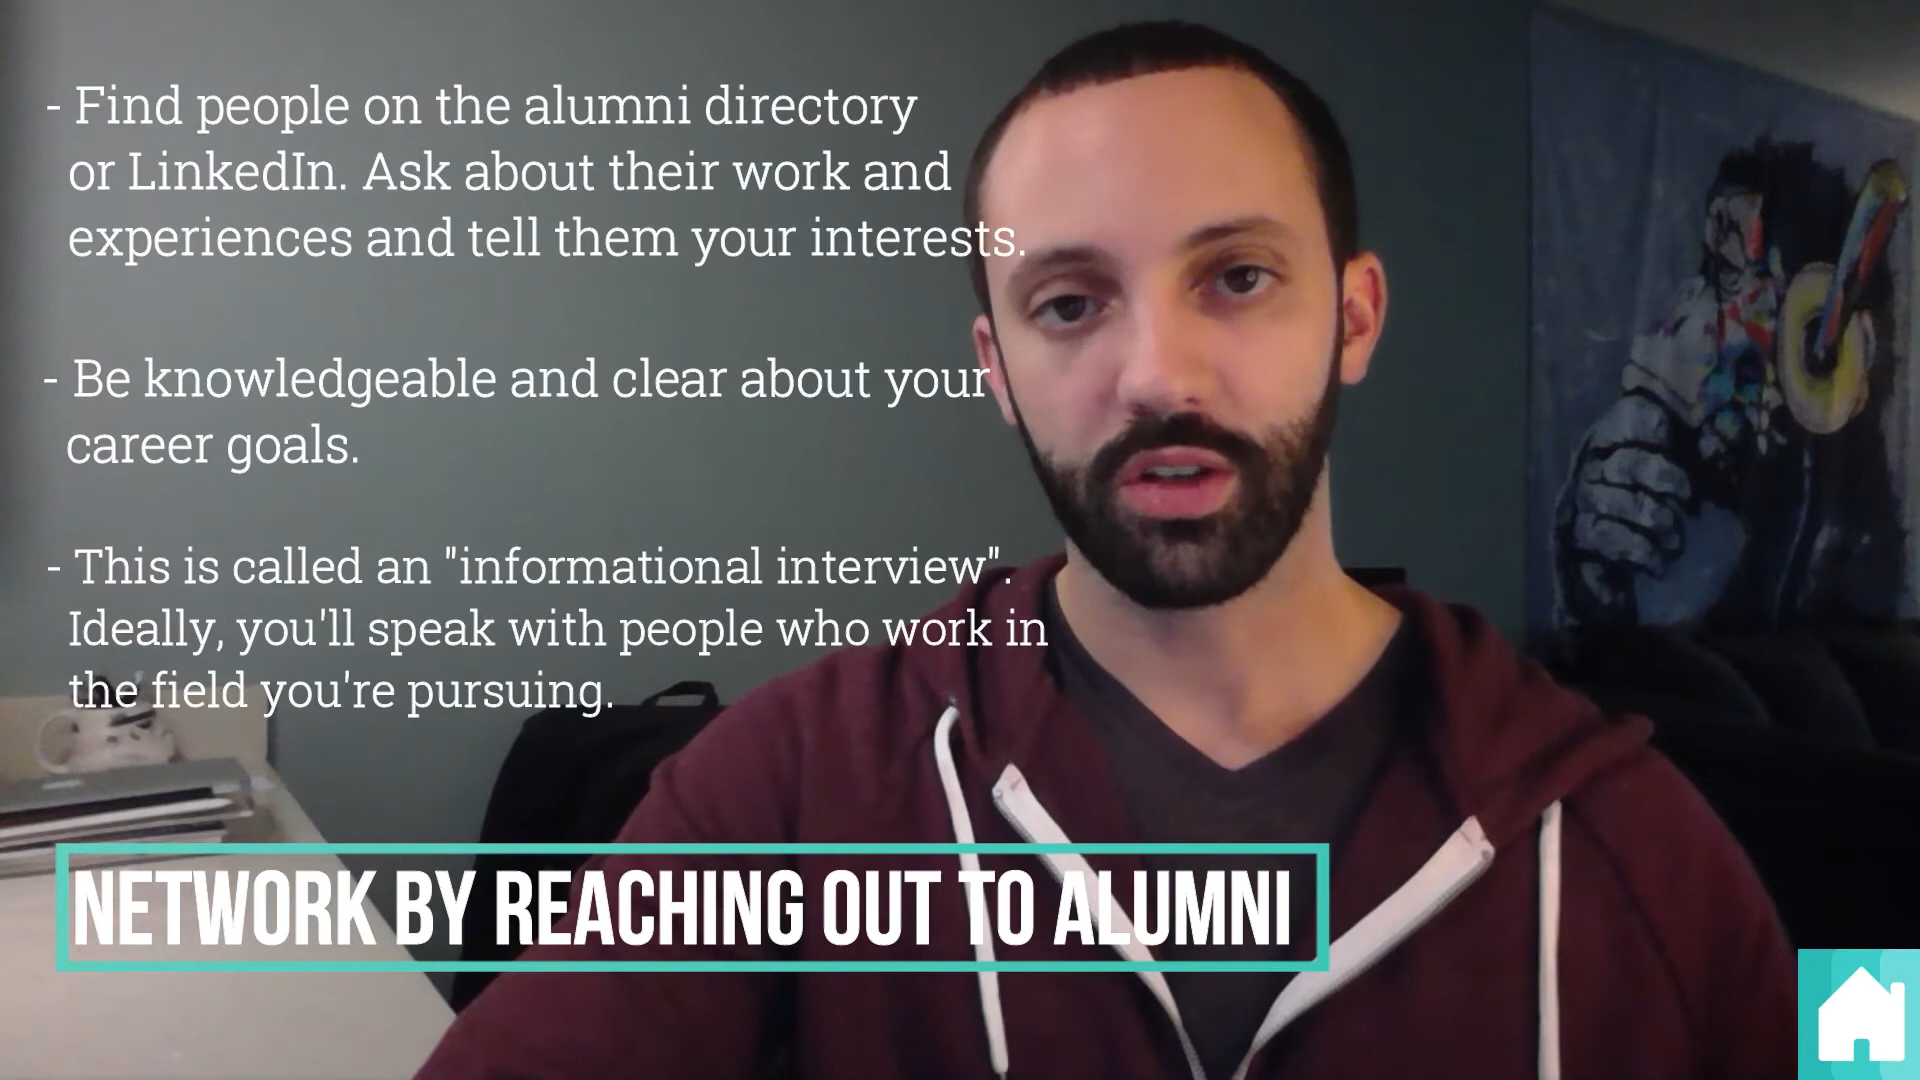 - Find people on the alumni directory
or LinkedIn. Ask about their work and
experiences and tell them your interests.
- Be knowledgeable and clear about your
career goals.
- This is called an "informational interview".
Ideally, you'll speak with people who work in
the field you're pursuing.
NETWORK BY REACHING OUT TO ALUMNI